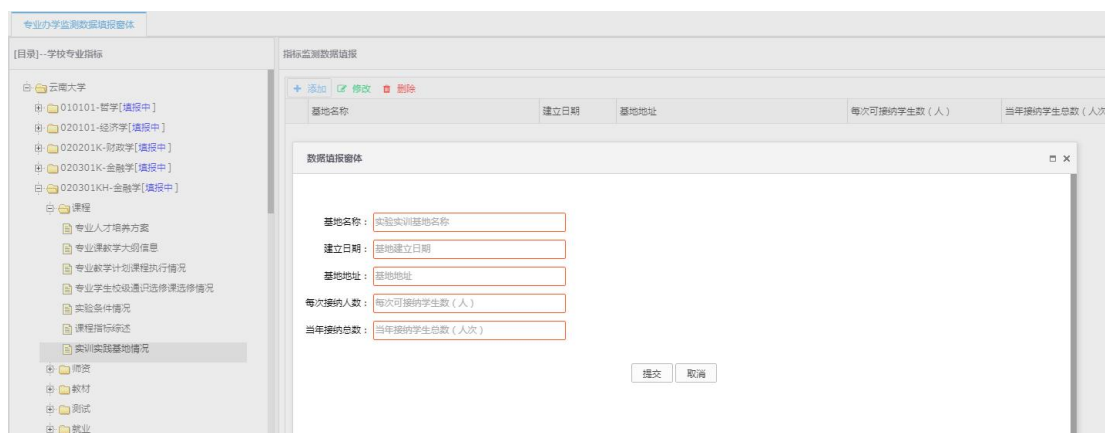 专业办学监测数据填报窗体
[目录]--学校专业指标
云南大学
010101-哲学[填报中]
020101-经济学[填报中]
020201K-财政学[填报中]
020301K-金融学[填报中]
020301KH-金融学[填报中]
课程
专业人才培养方案
专业课教学大纲信息
专业教学计划课程执行情况
专业学生校级通识选修课选修情况
实验条件情况
课程指标综述
实训实践基地情况
师资
教材
测试
就业
指标监测数据填报
添加 修改 删除
基地名称 建立日期 基地地址 每次可接纳学生数（人） 当年接纳学生总数（人次
数据填报窗体
基地名称： 实验实训基地名称
建立日期： 基地建立日期
基地地址： 基地地址
每次接纳人数： 每次可接纳学生数（人）
当年接纳总数： 当年接纳学生总数（人次）
提交 取消